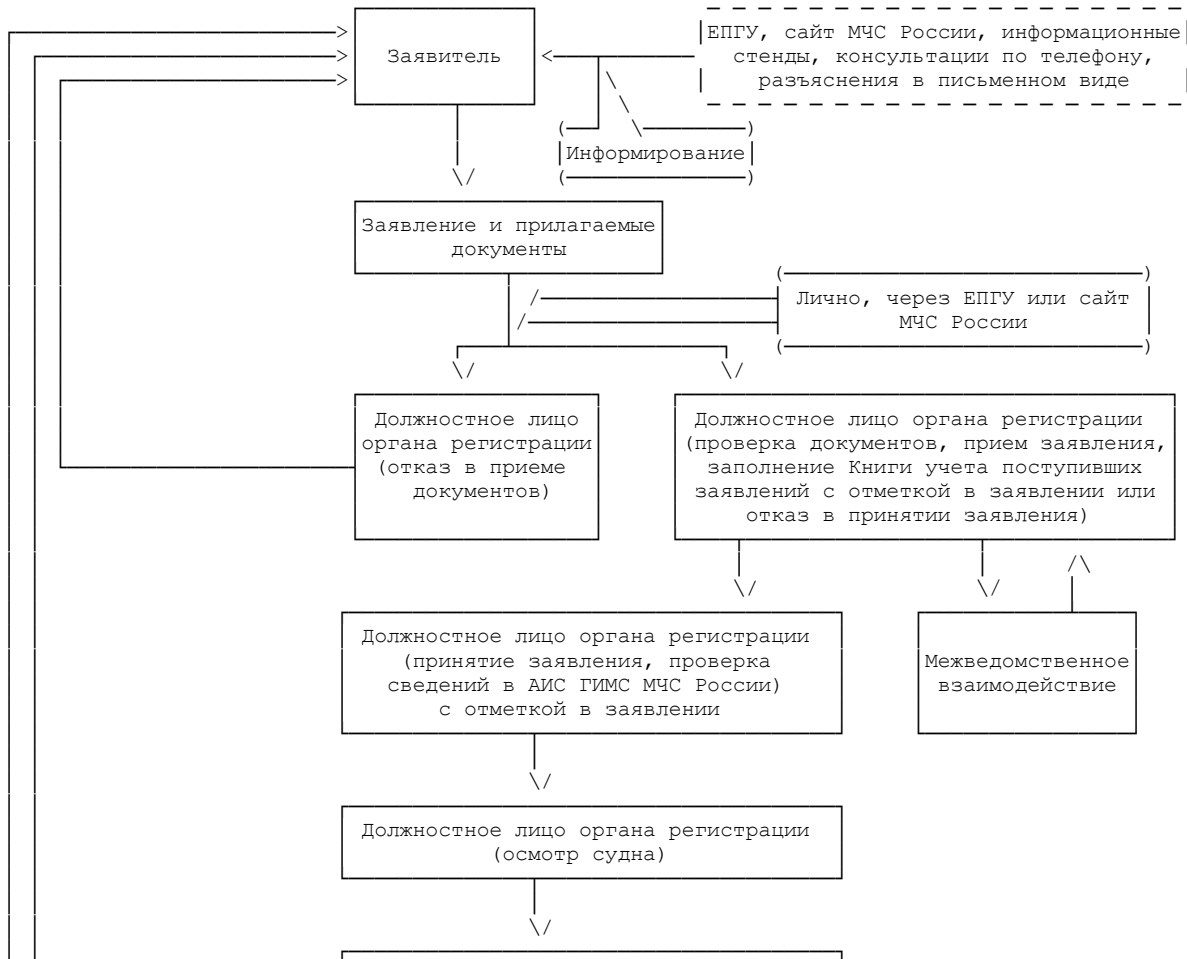 Заявитель
ЕПГУ, сайт МЧС России, информационные
стенды, консультации по телефону,
разъяснения в письменном виде
Информирование
Заявление и прилагаемые
документы
Лично, через ЕПГУ или сайт
МЧС России
Должностное лицо
органа регистрации
(отказ в приеме
документов)
Должностное лицо органа регистрации
(проверка документов, прием заявления,
заполнение Книги учета поступивших
заявлений с отметкой в заявлении или
отказ в принятии заявления)
Должностное лицо органа регистрации
(принятие заявления, проверка
сведений в АИС ГИМС МЧС России)
с отметкой в заявлении
Межведомственное
взаимодействие
Должностное лицо органа регистрации
(осмотр судна)